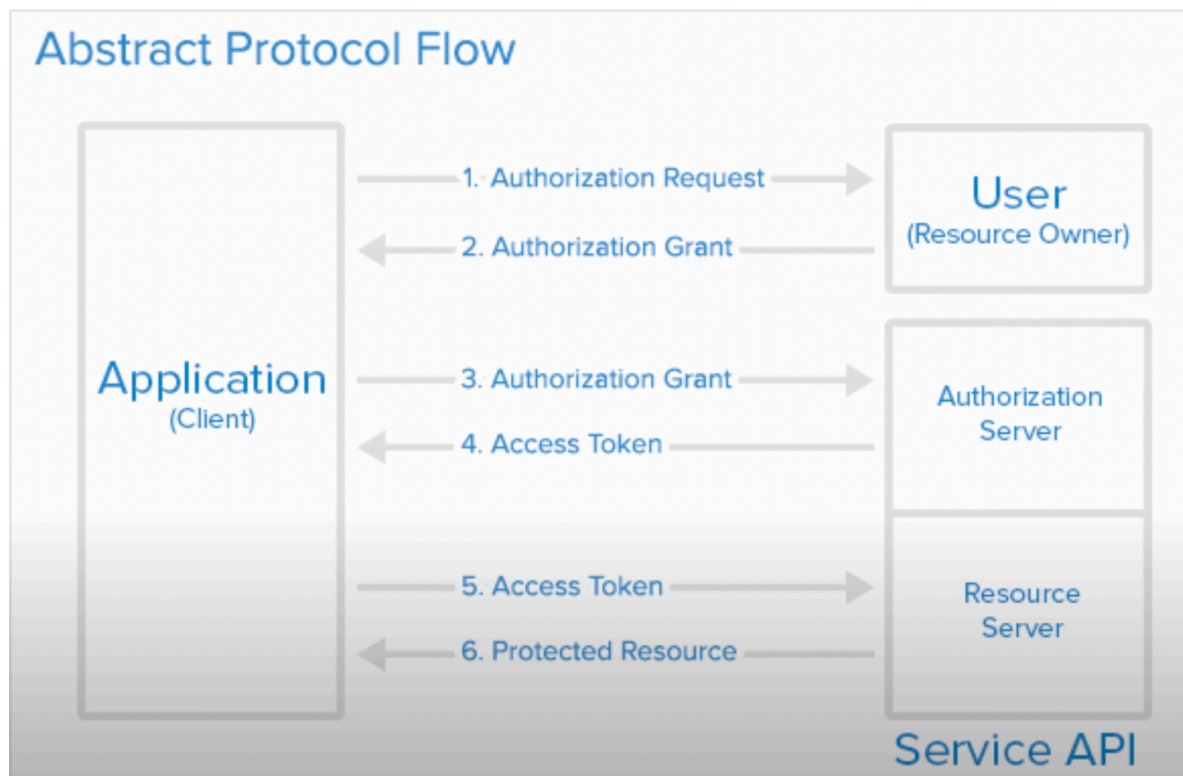 Abstract Protocol Flow
1. Authorization Request
User
(Resource Owner)
2. Authorization Grant
Application
(Client)
3. Authorization Grant
Authorization
Server
4. Access Token
5. Access Token
Resource
Server
6. Protected Resource
Service API